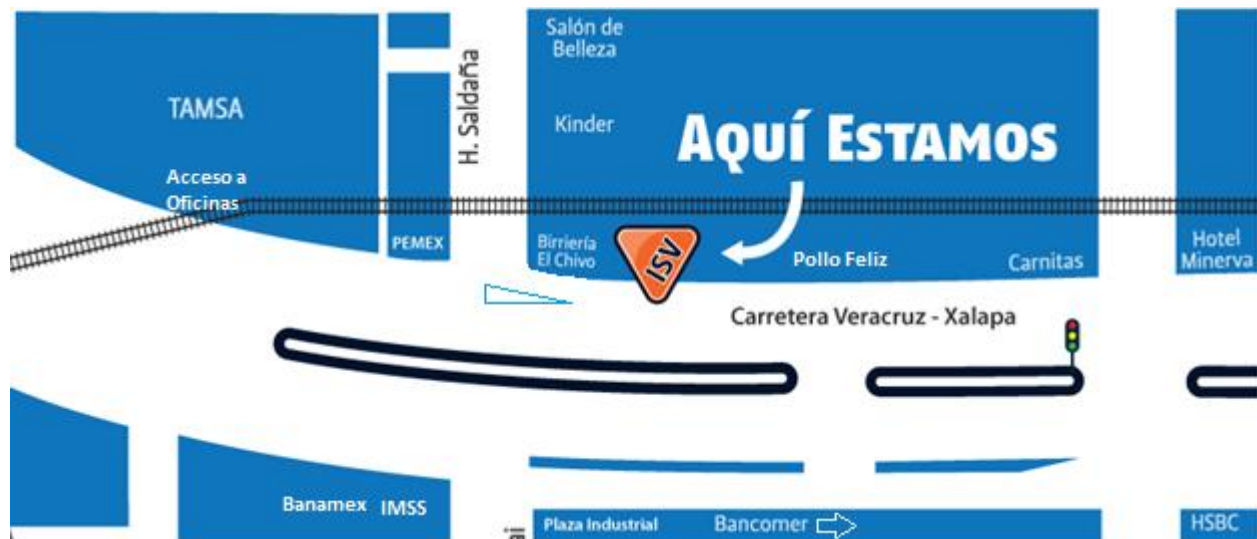 Salón de
Belleza
TAMSA
H. Saldaña
Kinder
AQUÍ ESTAMOS
Acceso a
Oficinas
PEMEX
Birriería
El Chivo
ISV
Pollo Feliz
Carnitas
Hotel
Minerva
Carretera Veracruz - Xalapa
Banamex IMSS
Plaza Industrial
Bancomer
HSBC